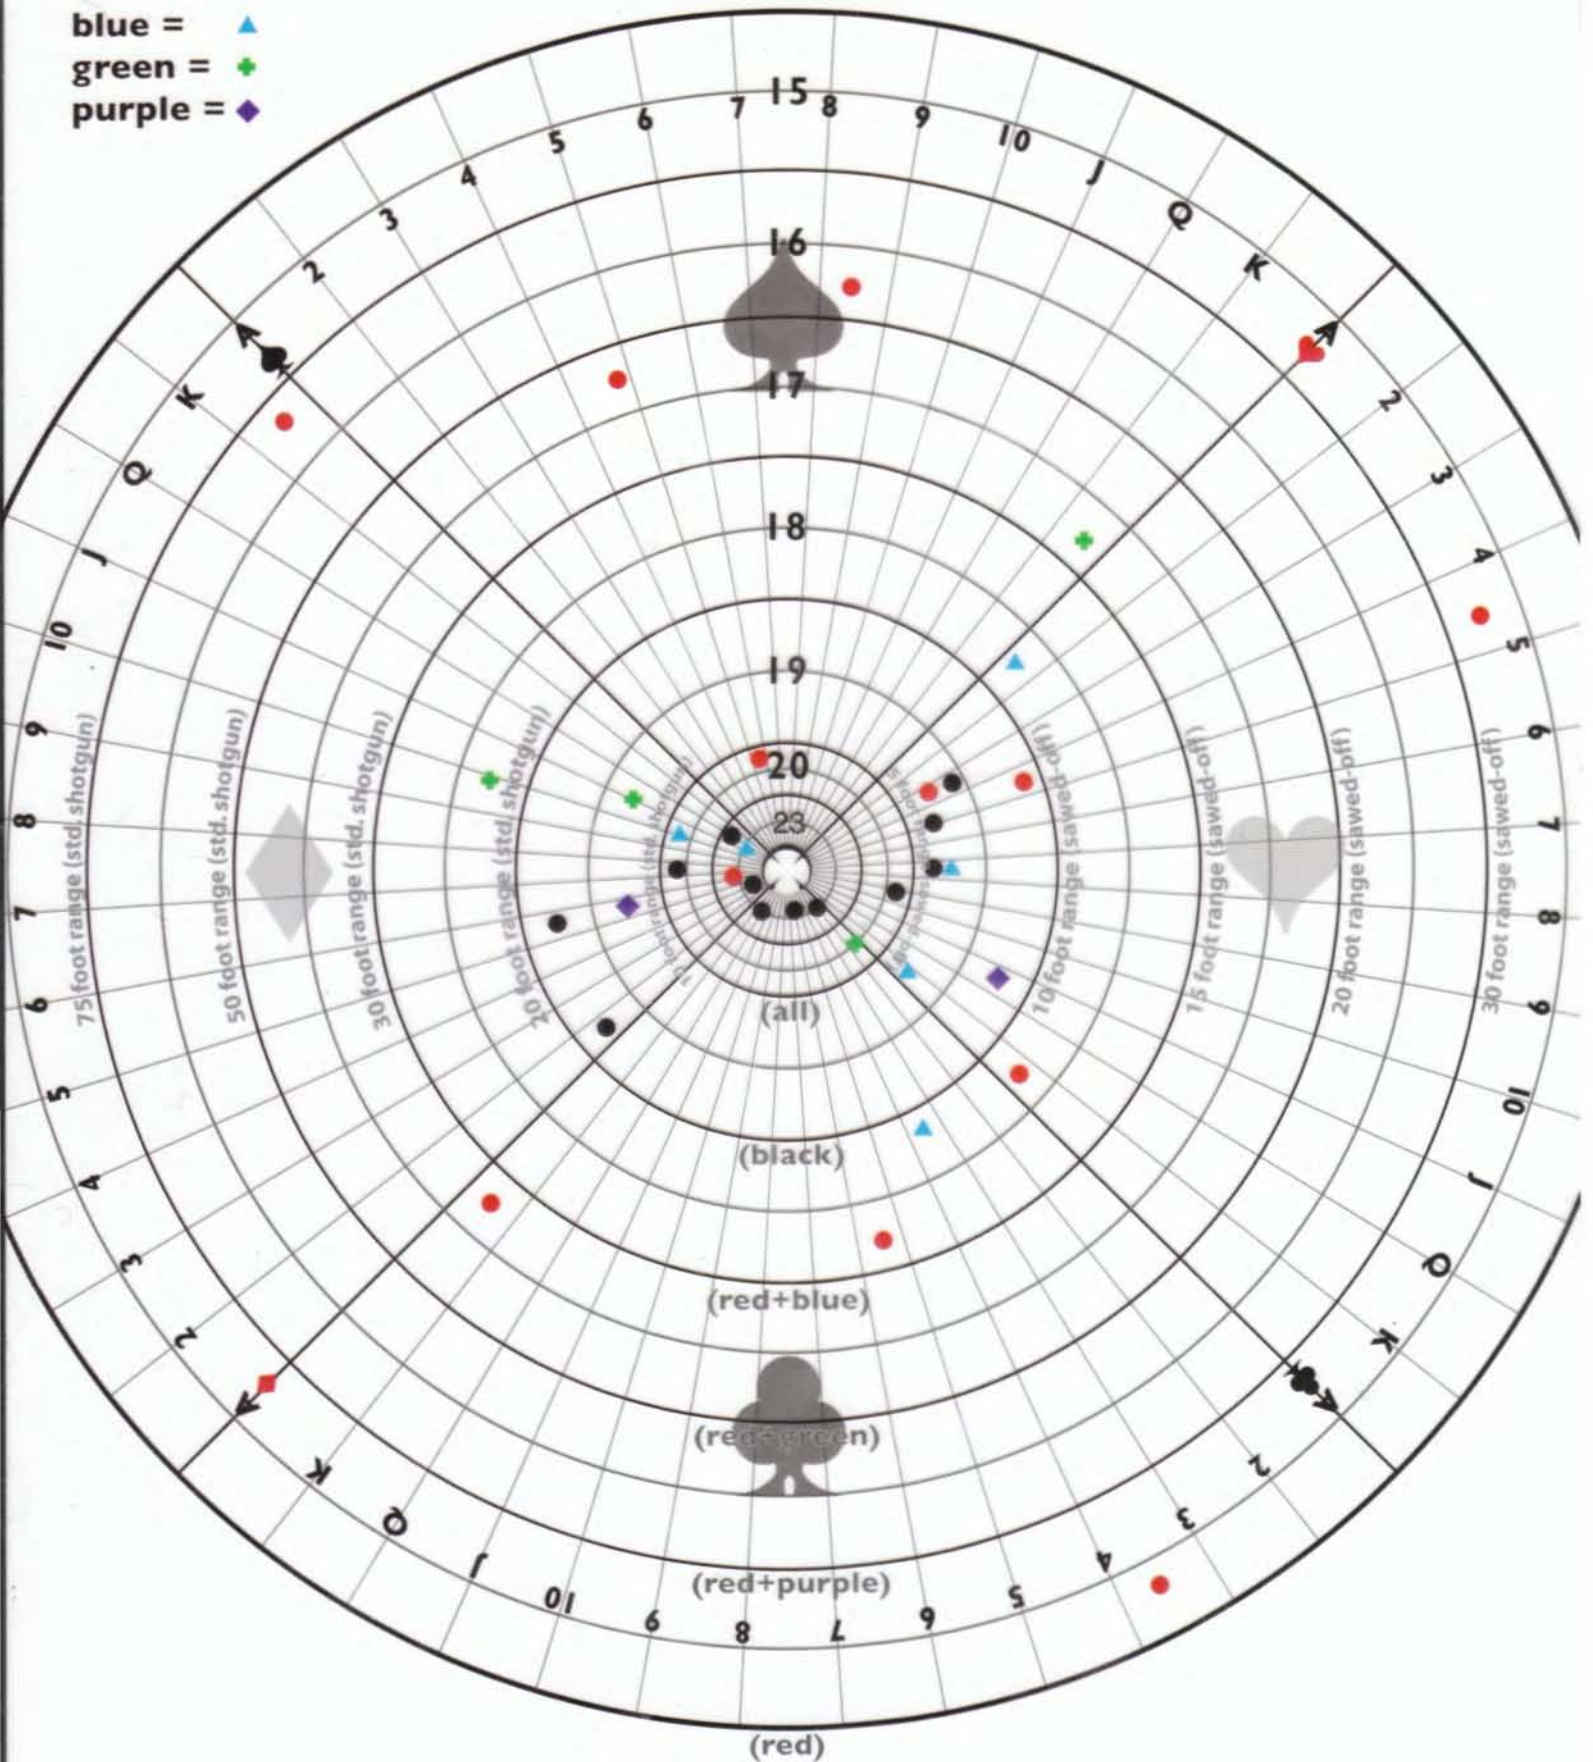 blue =
green =
purple =
15
7 8
6 9
5 10
4 J
3 Q
2 K
A A
K 2
Q 3
J 4
10 5
9 6
8 7
7 8
6 9
5 10
4 J
3 Q
2 K
A A
K 2
Q 3
J 4
10 5
9 6
8 7
16
17
18
19
20
23
75 foot range (std. shotgun)
50 foot range (std. shotgun)
30 foot range (std. shotgun)
20 foot range (std. shotgun)
10 foot range (std. shotgun)
10 foot range (sawed-off)
15 foot range (sawed-off)
20 foot range (sawed-off)
30 foot range (sawed-off)
(all)
(black)
(red+blue)
(red+green)
(red+purple)
(red)